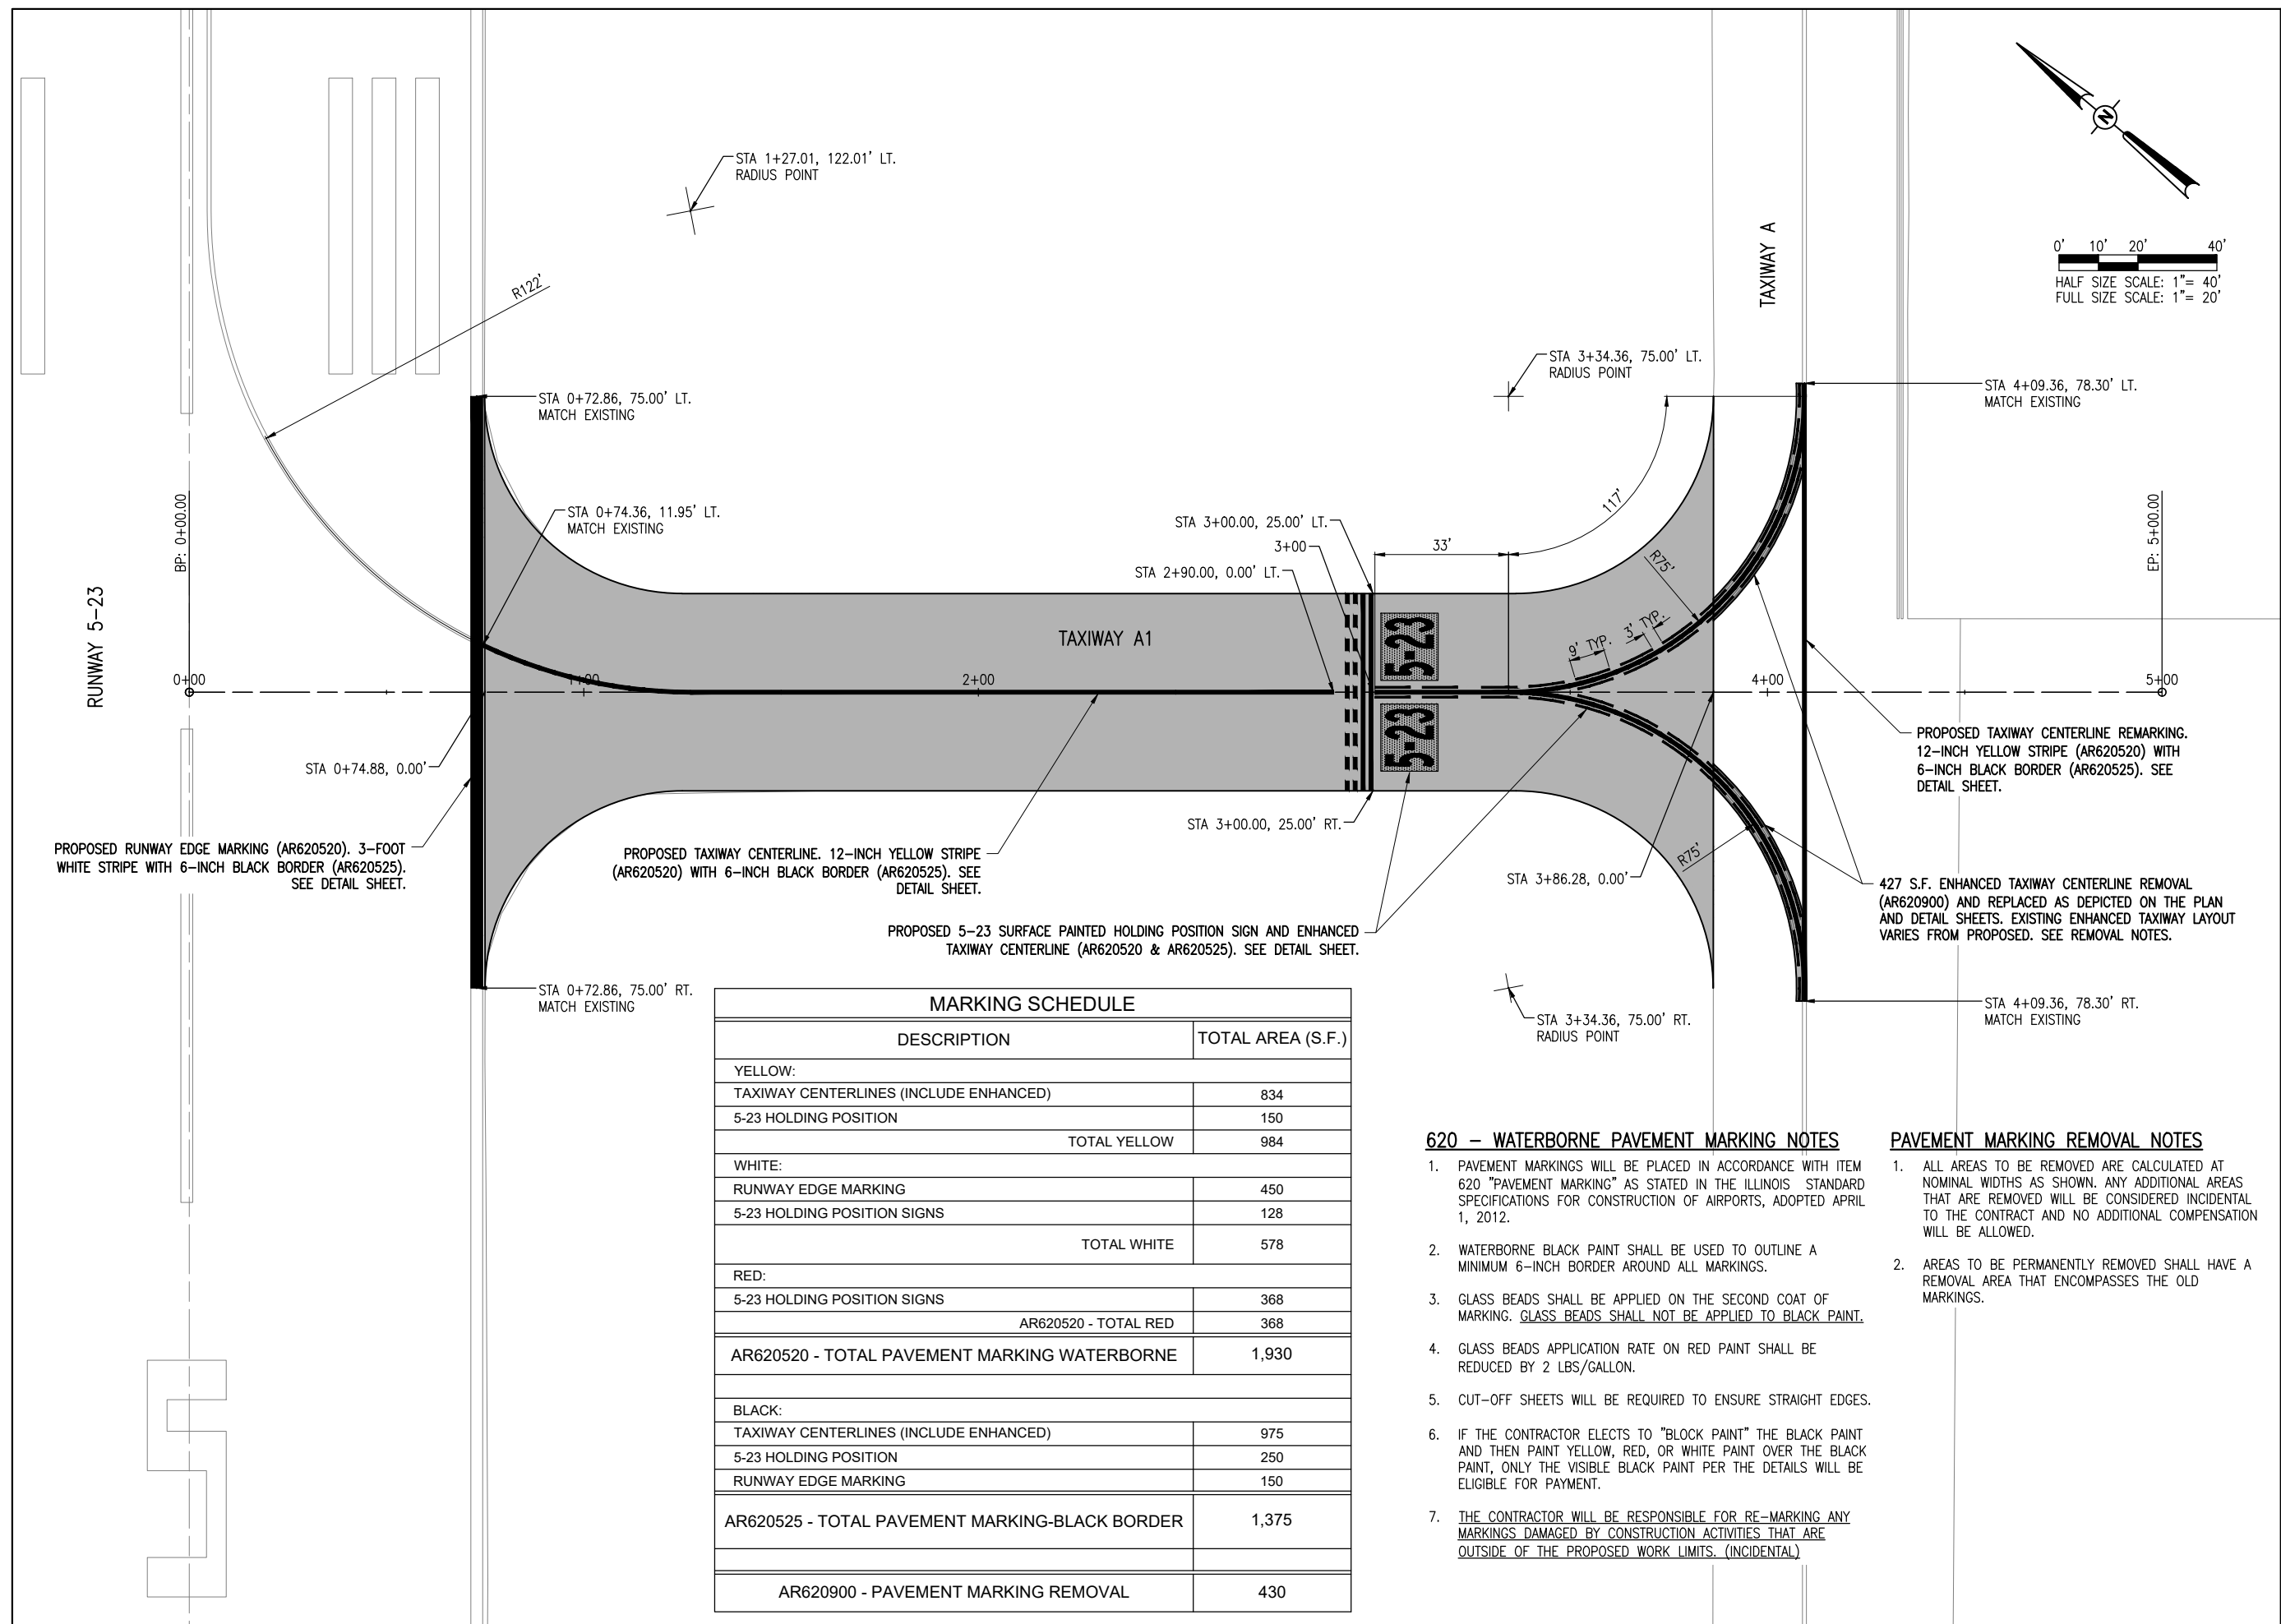 STA 1+27.01, 122.01' LT.
RADIUS POINT
N
0' 10' 20' 40'
HALF SIZE SCALE: 1"= 40'
FULL SIZE SCALE: 1"= 20'
TAXIWAY A
R122'
STA 3+34.36, 75.00' LT.
RADIUS POINT
STA 0+72.86, 75.00' LT.
MATCH EXISTING
STA 4+09.36, 78.30' LT.
MATCH EXISTING
117'
BP: 0+00.00
STA 0+74.36, 11.95' LT.
MATCH EXISTING
STA 3+00.00, 25.00' LT.
3+00
33'
STA 2+90.00, 0.00' LT.
R75'
EP: 5+00.00
RUNWAY 5-23
TAXIWAY A1
5-23
9' TYP.
3' TYP.
0+00
1+00
2+00
4+00
5+00
5-23
STA 0+74.88, 0.00'
PROPOSED TAXIWAY CENTERLINE REMARKING.
12-INCH YELLOW STRIPE (AR620520) WITH
6-INCH BLACK BORDER (AR620525). SEE
DETAIL SHEET.
STA 3+00.00, 25.00' RT.
PROPOSED RUNWAY EDGE MARKING (AR620520). 3-FOOT
WHITE STRIPE WITH 6-INCH BLACK BORDER (AR620525).
SEE DETAIL SHEET.
PROPOSED TAXIWAY CENTERLINE. 12-INCH YELLOW STRIPE
(AR620520) WITH 6-INCH BLACK BORDER (AR620525). SEE
DETAIL SHEET.
R75'
STA 3+86.28, 0.00'
427 S.F. ENHANCED TAXIWAY CENTERLINE REMOVAL
(AR620900) AND REPLACED AS DEPICTED ON THE PLAN
AND DETAIL SHEETS. EXISTING ENHANCED TAXIWAY LAYOUT
VARIES FROM PROPOSED. SEE REMOVAL NOTES.
PROPOSED 5-23 SURFACE PAINTED HOLDING POSITION SIGN AND ENHANCED
TAXIWAY CENTERLINE (AR620520 & AR620525). SEE DETAIL SHEET.
STA 0+72.86, 75.00' RT.
MATCH EXISTING
STA 3+34.36, 75.00' RT.
RADIUS POINT
STA 4+09.36, 78.30' RT.
MATCH EXISTING
MARKING SCHEDULE
DESCRIPTION TOTAL AREA (S.F.)
YELLOW:
TAXIWAY CENTERLINES (INCLUDE ENHANCED) 834
5-23 HOLDING POSITION 150
TOTAL YELLOW 984
WHITE:
RUNWAY EDGE MARKING 450
5-23 HOLDING POSITION SIGNS 128
TOTAL WHITE 578
RED:
5-23 HOLDING POSITION SIGNS 368
AR620520 - TOTAL RED 368
AR620520 - TOTAL PAVEMENT MARKING WATERBORNE 1,930
BLACK:
TAXIWAY CENTERLINES (INCLUDE ENHANCED) 975
5-23 HOLDING POSITION 250
RUNWAY EDGE MARKING 150
AR620525 - TOTAL PAVEMENT MARKING-BLACK BORDER 1,375
AR620900 - PAVEMENT MARKING REMOVAL 430
620 - WATERBORNE PAVEMENT MARKING NOTES
1. PAVEMENT MARKINGS WILL BE PLACED IN ACCORDANCE WITH ITEM
620 "PAVEMENT MARKING" AS STATED IN THE ILLINOIS STANDARD
SPECIFICATIONS FOR CONSTRUCTION OF AIRPORTS, ADOPTED APRIL
1, 2012.
2. WATERBORNE BLACK PAINT SHALL BE USED TO OUTLINE A
MINIMUM 6-INCH BORDER AROUND ALL MARKINGS.
3. GLASS BEADS SHALL BE APPLIED ON THE SECOND COAT OF
MARKING. GLASS BEADS SHALL NOT BE APPLIED TO BLACK PAINT.
4. GLASS BEADS APPLICATION RATE ON RED PAINT SHALL BE
REDUCED BY 2 LBS/GALLON.
5. CUT-OFF SHEETS WILL BE REQUIRED TO ENSURE STRAIGHT EDGES.
6. IF THE CONTRACTOR ELECTS TO "BLOCK PAINT" THE BLACK PAINT
AND THEN PAINT YELLOW, RED, OR WHITE PAINT OVER THE BLACK
PAINT, ONLY THE VISIBLE BLACK PAINT PER THE DETAILS WILL BE
ELIGIBLE FOR PAYMENT.
7. THE CONTRACTOR WILL BE RESPONSIBLE FOR RE-MARKING ANY
MARKINGS DAMAGED BY CONSTRUCTION ACTIVITIES THAT ARE
OUTSIDE OF THE PROPOSED WORK LIMITS. (INCIDENTAL)
PAVEMENT MARKING REMOVAL NOTES
1. ALL AREAS TO BE REMOVED ARE CALCULATED AT
NOMINAL WIDTHS AS SHOWN. ANY ADDITIONAL AREAS
THAT ARE REMOVED WILL BE CONSIDERED INCIDENTAL
TO THE CONTRACT AND NO ADDITIONAL COMPENSATION
WILL BE ALLOWED.
2. AREAS TO BE PERMANENTLY REMOVED SHALL HAVE A
REMOVAL AREA THAT ENCOMPASSES THE OLD
MARKINGS.
5